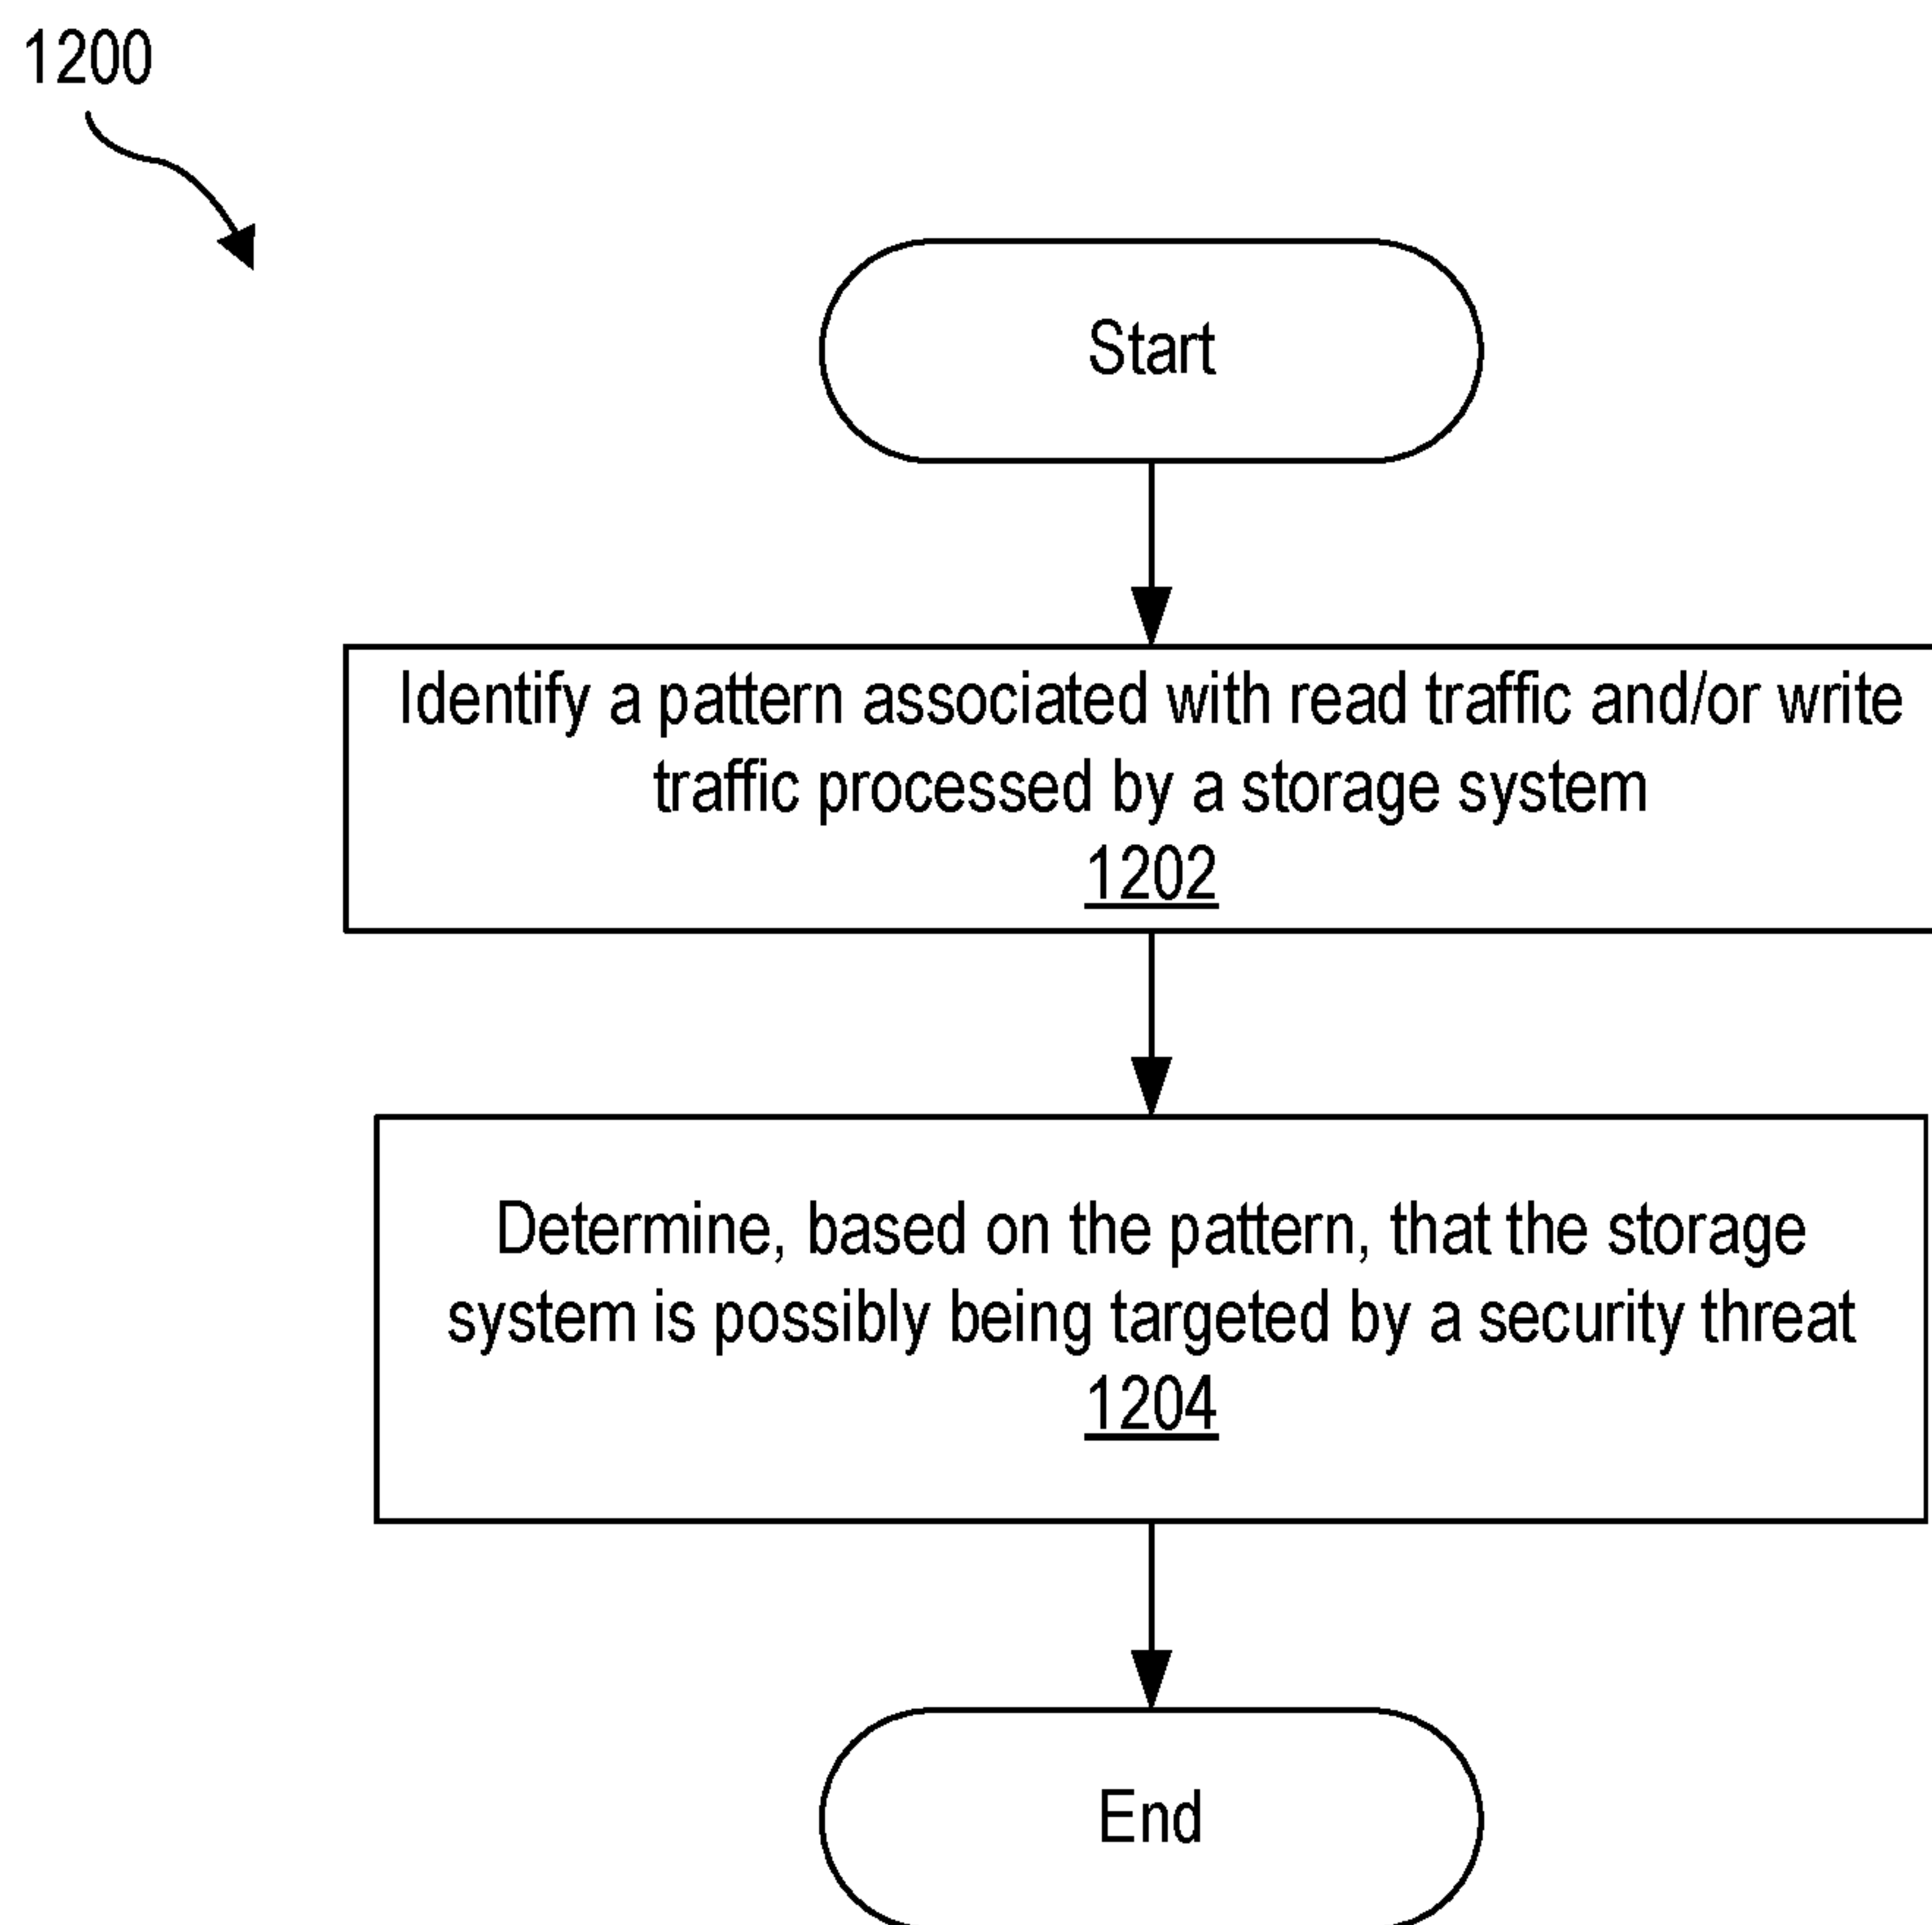 1200
Start
Identify a pattern associated with read traffic and/or write
traffic processed by a storage system
1202
Determine, based on the pattern, that the storage
system is possibly being targeted by a security threat
1204
End